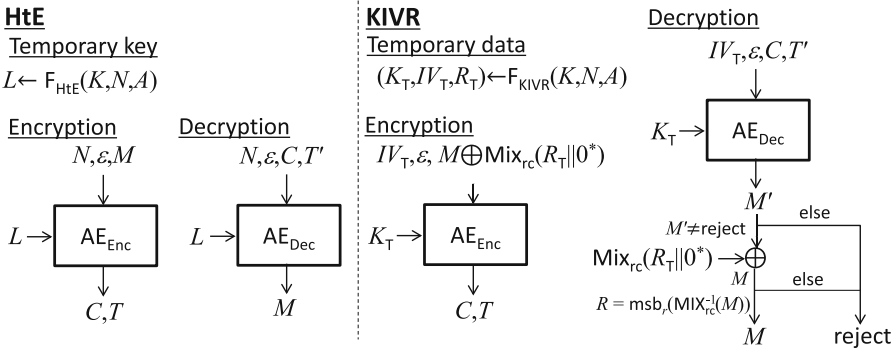 HtE
Temporary key
L← F_HtE(K,N,A)
Encryption
N,ε,M
L
AE_Enc
C,T
Decryption
N,ε,C,T′
L
AE_Dec
M
KIVR
Temporary data
(K_T,IV_T,R_T)←F_KIVR(K,N,A)
Encryption
IV_T,ε, M⊕Mix_rc(R_T||0*)
K_T
AE_Enc
C,T
Decryption
IV_T,ε,C,T′
K_T
AE_Dec
M′
M′≠reject
else
Mix_rc(R_T||0*)
M
else
R = msb_r(MIX_rc^-1(M))
M
reject